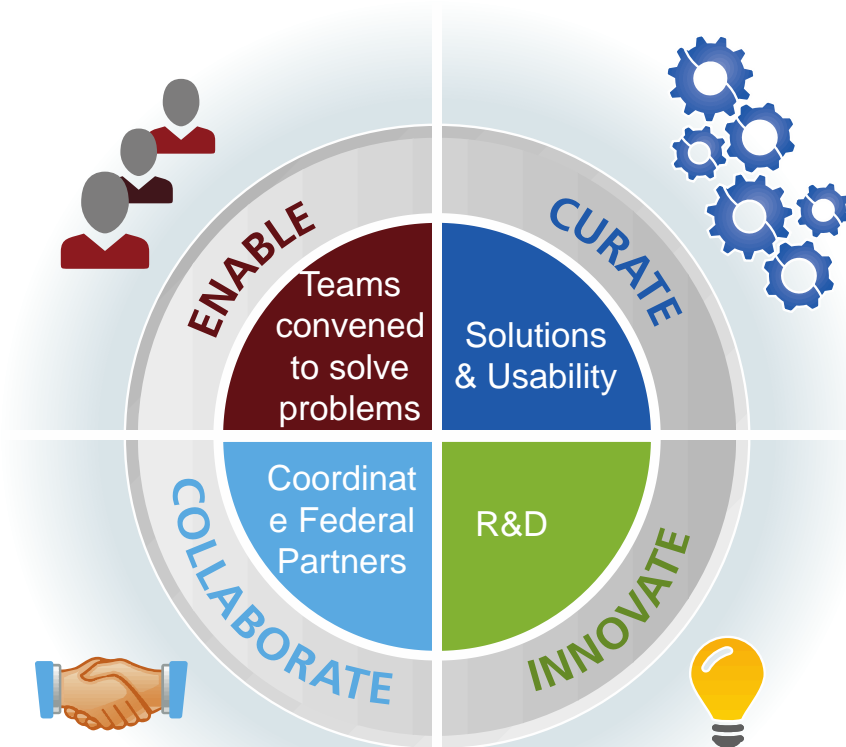 ENABLE
Teams
convened
to solve
problems
CURATE
Solutions
& Usability
COLLABORATE
Coordinat
e Federal
Partners
INNOVATE
R&D